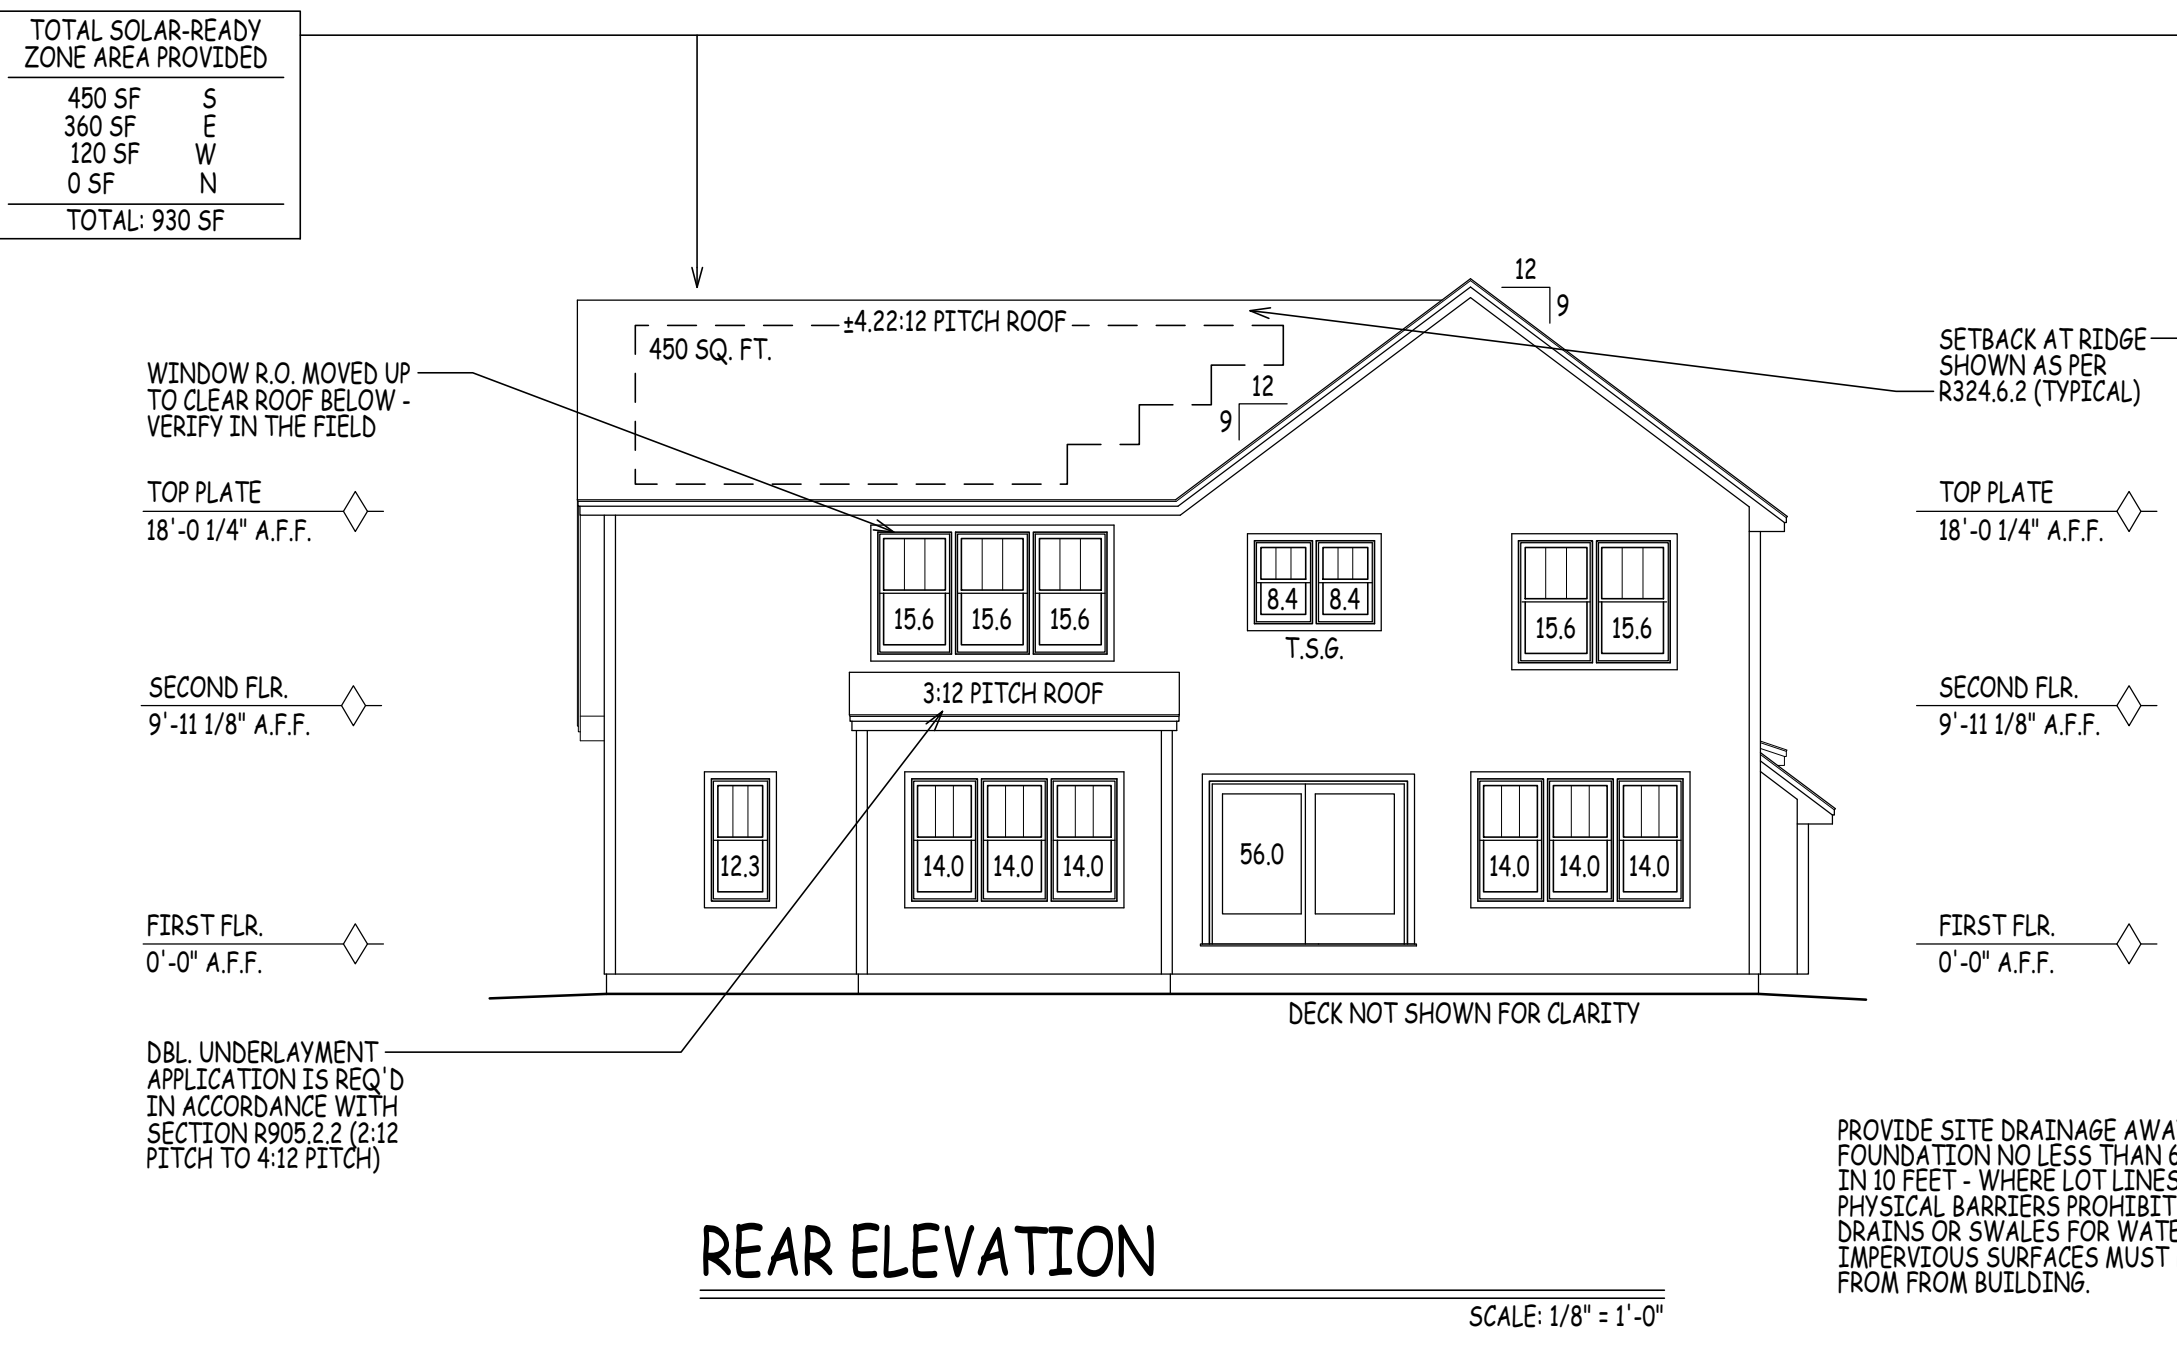 TOTAL SOLAR-READY
ZONE AREA PROVIDED
450 SF S
360 SF E
120 SF W
0 SF N
TOTAL: 930 SF
12
9
±4.22:12 PITCH ROOF
450 SQ. FT.
12
9
SETBACK AT RIDGE
SHOWN AS PER
R324.6.2 (TYPICAL)
WINDOW R.O. MOVED UP
TO CLEAR ROOF BELOW -
VERIFY IN THE FIELD
TOP PLATE
18'-0 1/4" A.F.F.
TOP PLATE
18'-0 1/4" A.F.F.
15.6 15.6 15.6
8.4 8.4
T.S.G.
15.6 15.6
SECOND FLR.
9'-11 1/8" A.F.F.
3:12 PITCH ROOF
SECOND FLR.
9'-11 1/8" A.F.F.
12.3
14.0 14.0 14.0
56.0
14.0 14.0 14.0
FIRST FLR.
0'-0" A.F.F.
FIRST FLR.
0'-0" A.F.F.
DECK NOT SHOWN FOR CLARITY
DBL. UNDERLAYMENT
APPLICATION IS REQ'D
IN ACCORDANCE WITH
SECTION R905.2.2 (2:12
PITCH TO 4:12 PITCH)
PROVIDE SITE DRAINAGE AWA
FOUNDATION NO LESS THAN 6
IN 10 FEET - WHERE LOT LINES
PHYSICAL BARRIERS PROHIBIT
DRAINS OR SWALES FOR WATE
IMPERVIOUS SURFACES MUST
FROM FROM BUILDING.
REAR ELEVATION
SCALE: 1/8" = 1'-0"